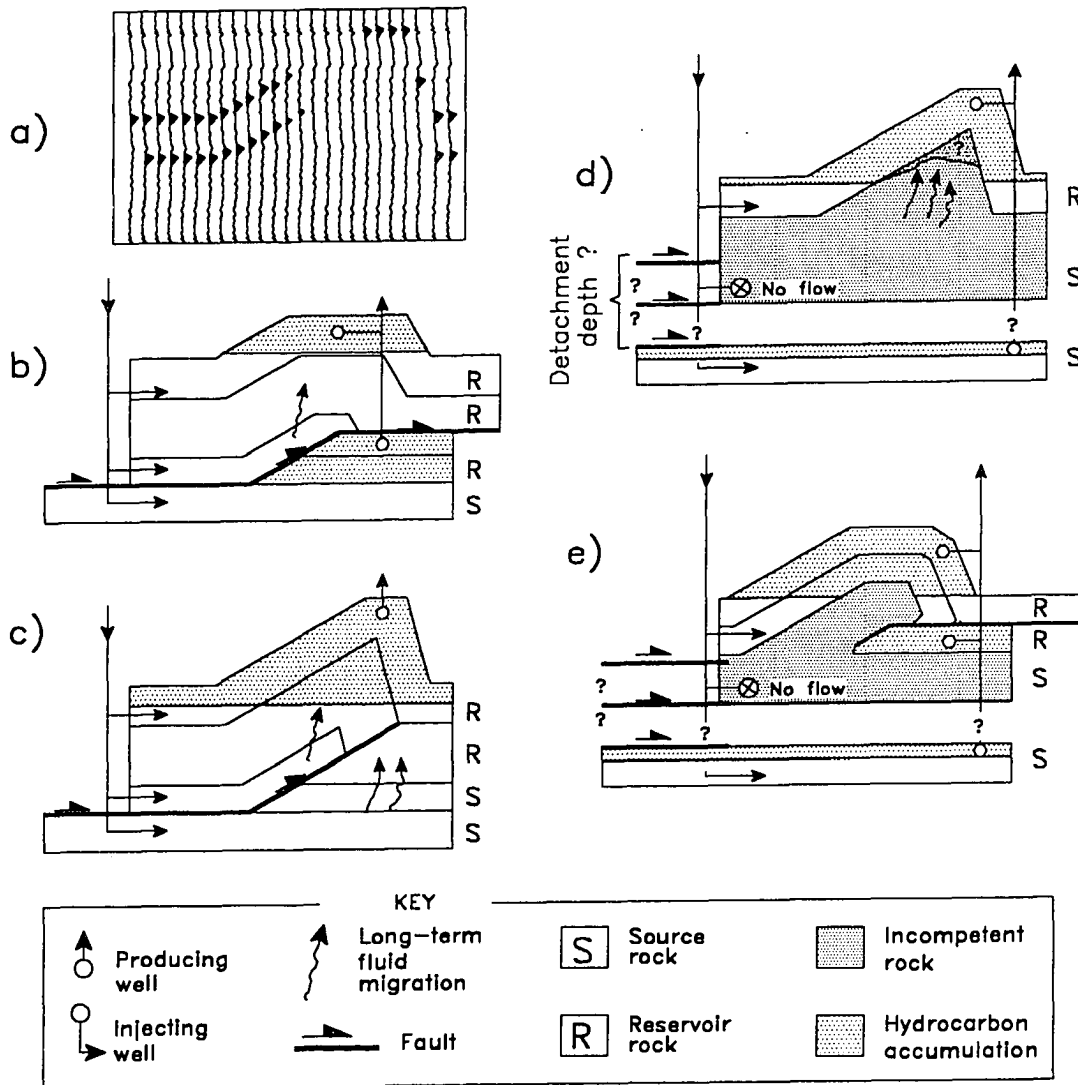 a)
b)
R
R
R
S
c)
R
R
S
S
d)
?
R
S
Detachment
depth ?
?
?
No flow
?
?
S
e)
R
R
S
?
?
No flow
?
?
S
KEY
Producing
well
Injecting
well
Long-term
fluid
migration
Fault
S
Source
rock
R
Reservoir
rock
Incompetent
rock
Hydrocarbon
accumulation